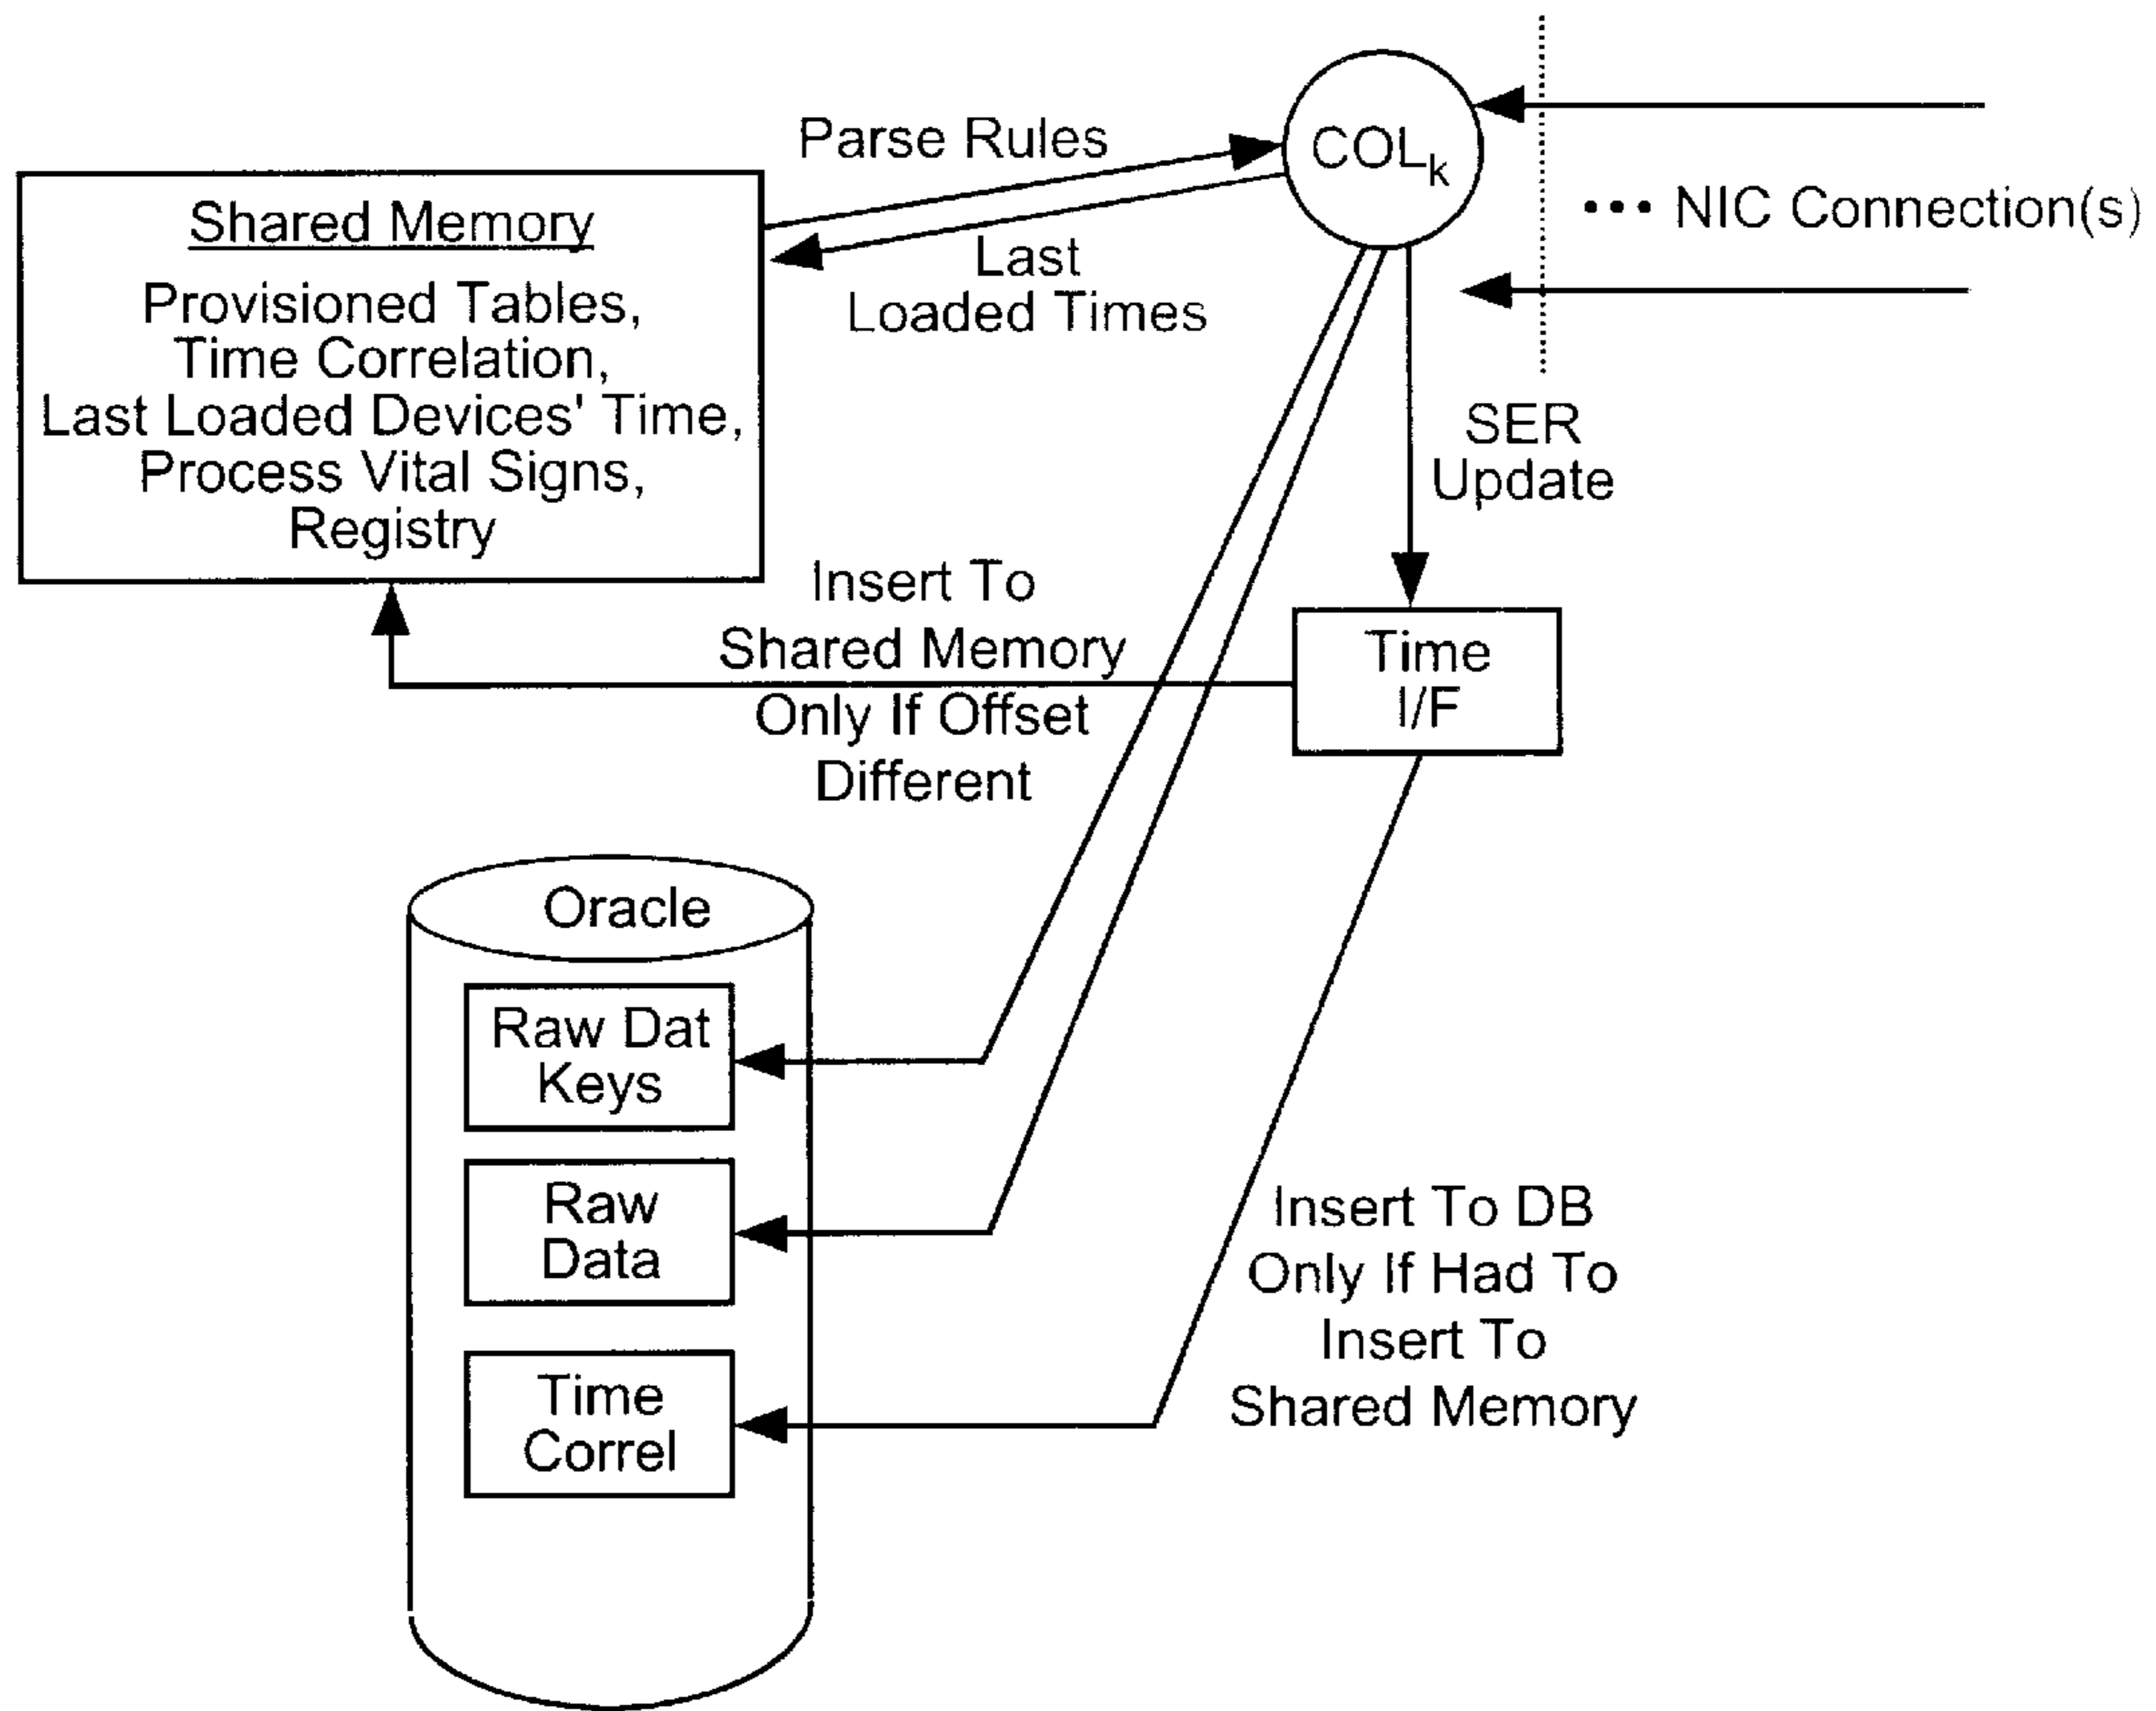 Parse Rules
COLk
••• NIC Connection(s)
Shared Memory
Provisioned Tables,
Time Correlation,
Last Loaded Devices' Time,
Process Vital Signs,
Registry
Last
Loaded Times
SER
Update
Insert To
Shared Memory
Only If Offset
Different
Time
I/F
Oracle
Raw Dat
Keys
Raw
Data
Time
Correl
Insert To DB
Only If Had To
Insert To
Shared Memory